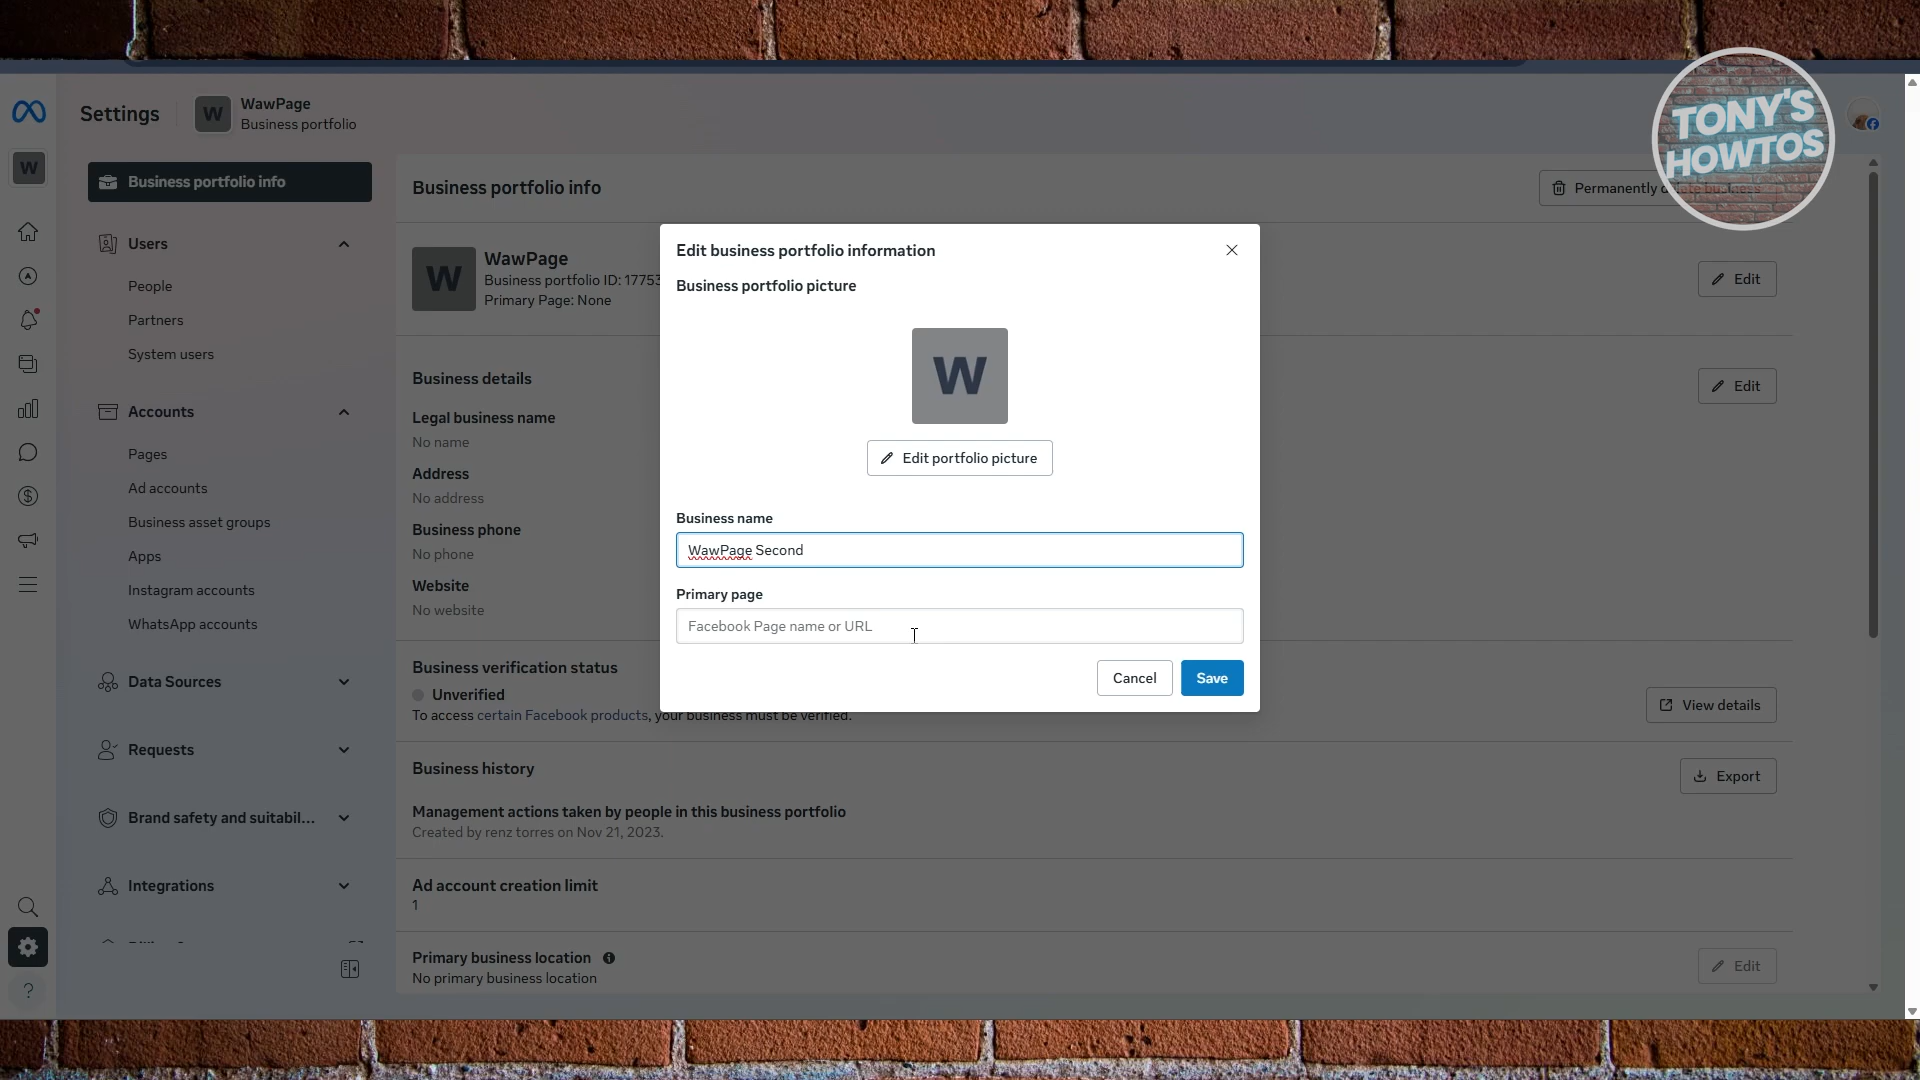 TONY'S
HOWTOS
Settings
W
WawPage
Business portfolio
W
Business portfolio info
Users
People
Partners
System users
Accounts
Pages
Ad accounts
Business asset groups
Apps
Instagram accounts
WhatsApp accounts
Data Sources
Requests
Brand safety and suitabil...
Integrations
Business portfolio info
Permanently
W
WawPage
Business portfolio ID: 17753
Primary Page: None
Edit
Business details
Edit
Legal business name
No name
Address
No address
Business phone
No phone
Website
No website
Business verification status
Unverified
To access certain Facebook products, your business must be verified.
View details
Business history
Export
Management actions taken by people in this business portfolio
Created by renz torres on Nov 21, 2023.
Ad account creation limit
1
Primary business location
No primary business location
Edit
Edit business portfolio information
Business portfolio picture
W
Edit portfolio picture
Business name
WawPage Second
Primary page
Facebook Page name or URL
Cancel
Save